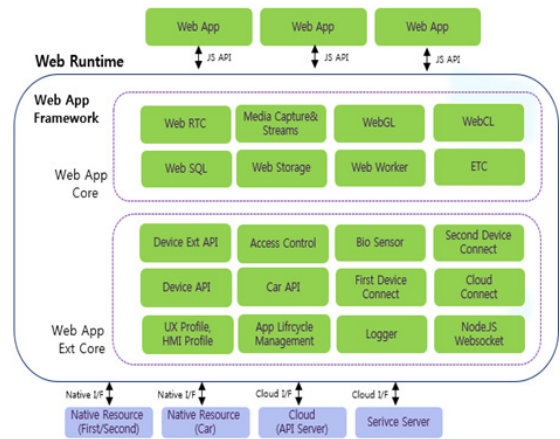 Web App Web App Web App
JS API JS API JS API
Web Runtime
Web App
Framework
Web RTC Media Capture& Streams WebGL WebCL
Web SQL Web Storage Web Worker ETC
Web App
Core
Device Ext API Access Control Bio Sensor Second Device Connect
Device API Car API First Device Connect Cloud Connect
UX Profile, HMI Profile App Lifrcycle Management Logger NodeJS Websocket
Web App
Ext Core
Native I/F Native I/F Cloud I/F Cloud I/F
Native Resource (First/Second) Native Resource (Car) Cloud (API Server) Serivce Server